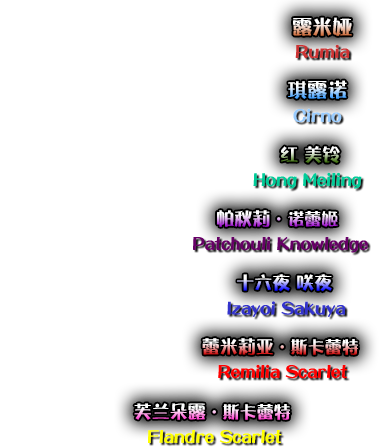 露米娅
Rumia
琪露诺
Cirno
红 美铃
Hong Meiling
帕秋莉·诺蕾姬
Patchouli Knowledge
十六夜 咲夜
Izayoi Sakuya
蕾米莉亚·斯卡蕾特
Remilia Scarlet
芙兰朵露·斯卡蕾特
Flandre Scarlet